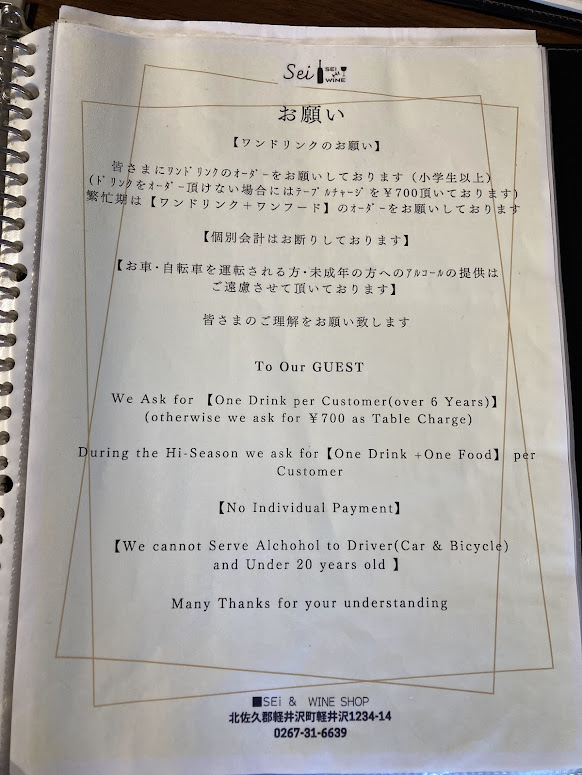 Sei
SEi
&
WINE
お願い
【ワンドリンクのお願い】
皆さまにﾜﾝﾄﾞﾘﾝｸのｵｰﾀﾞｰをお願いしております（小学生以上）
(ﾄﾞﾘﾝｸをｵｰﾀﾞｰ頂けない場合にはﾃｰﾌﾞﾙﾁｬｰｼﾞを￥700頂いております)
繁忙期は【ワンドリンク＋ワンフード】のｵｰﾀﾞｰをお願いしております
【個別会計はお断りしております】
【お車･自転車を運転される方･未成年の方へのｱﾙｺｰﾙの提供は
ご遠慮させて頂いております】
皆さまのご理解をお願い致します
To Our GUEST
We Ask for 【One Drink per Customer(over 6 Years)】
(otherwise we ask for ￥700 as Table Charge)
During the Hi-Season we ask for【One Drink +One Food】 per
Customer
【No Individual Payment】
【We cannot Serve Alchohol to Driver(Car & Bicycle)
and Under 20 years old 】
Many Thanks for your understanding
■SEi & WINE SHOP
北佐久郡軽井沢町軽井沢1234-14
0267-31-6639